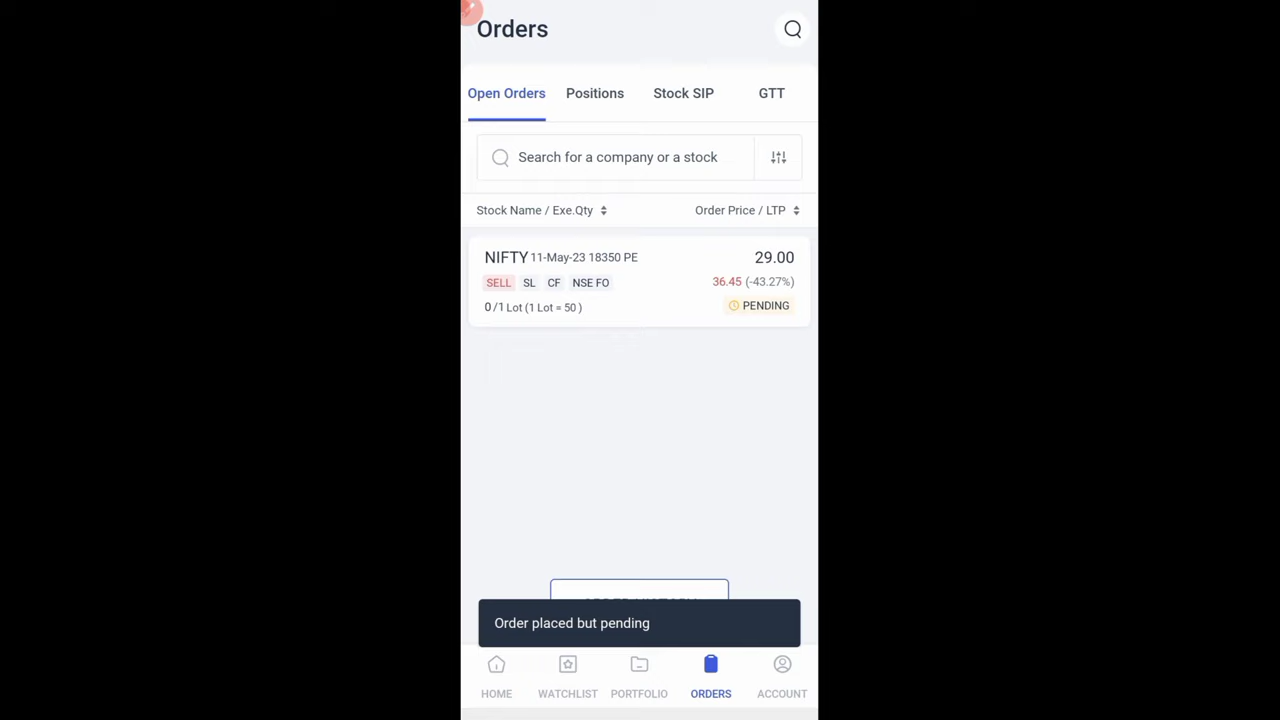 Orders
Open Orders Positions Stock SIP GTT
Search for a company or a stock
Stock Name / Exe.Qty Order Price / LTP
NIFTY 11-May-23 18350 PE 29.00
SELL SL CF NSE FO 36.45 (-43.27%)
0/1 Lot (1 Lot = 50 ) PENDING
Order placed but pending
HOME WATCHLIST PORTFOLIO ORDERS ACCOUNT